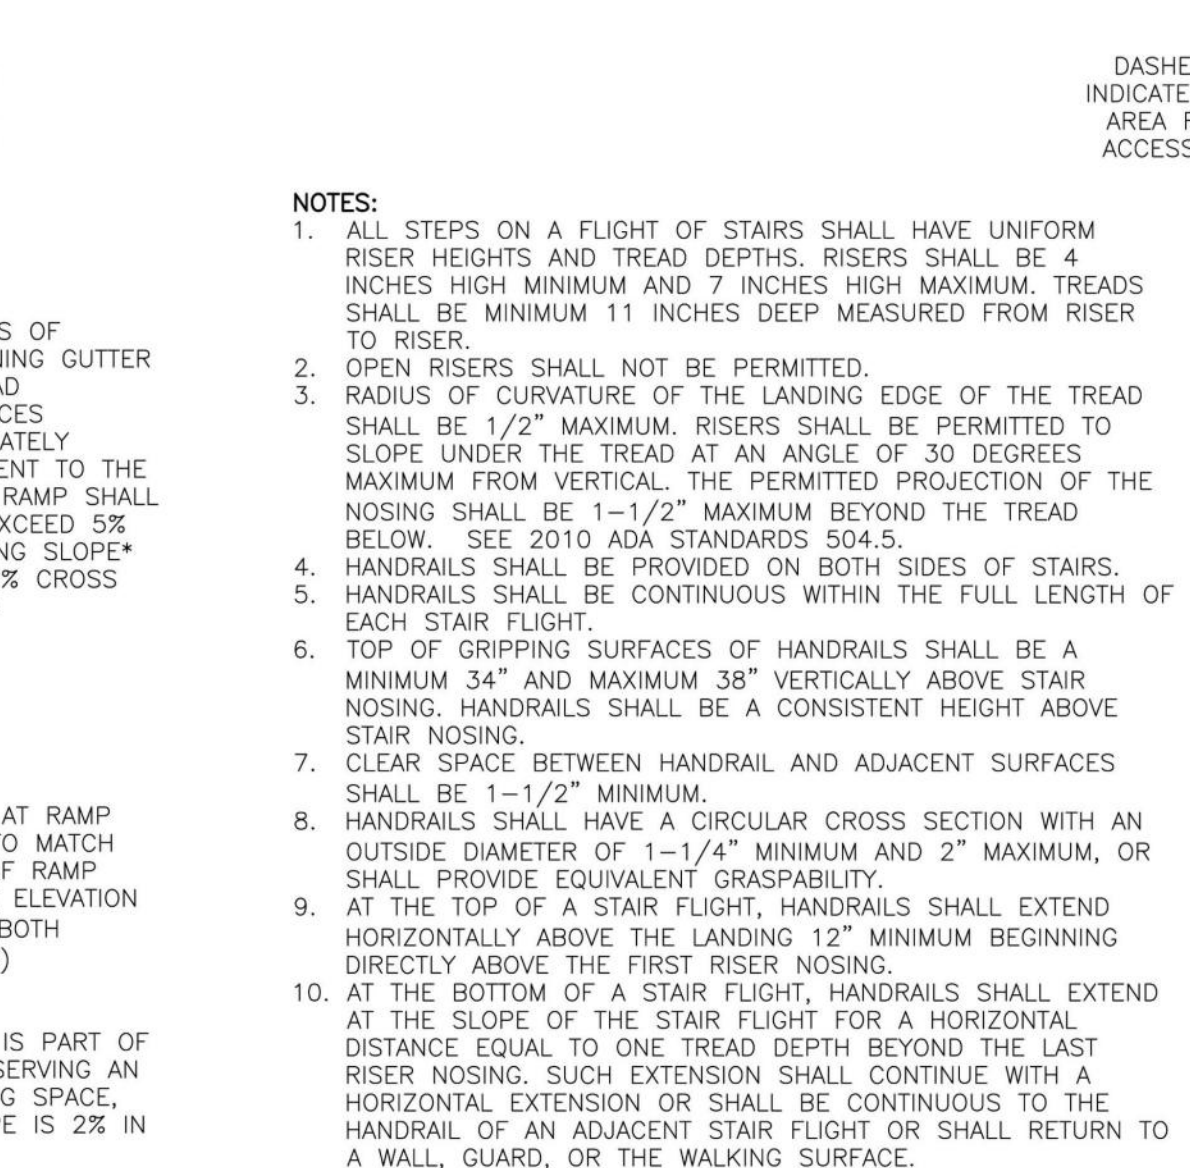 DASHE
INDICATE
AREA
ACCESS
NOTES:
1. ALL STEPS ON A FLIGHT OF STAIRS SHALL HAVE UNIFORM
RISER HEIGHTS AND TREAD DEPTHS. RISERS SHALL BE 4
INCHES HIGH MINIMUM AND 7 INCHES HIGH MAXIMUM. TREADS
SHALL BE MINIMUM 11 INCHES DEEP MEASURED FROM RISER
TO RISER.
2. OPEN RISERS SHALL NOT BE PERMITTED.
3. RADIUS OF CURVATURE OF THE LANDING EDGE OF THE TREAD
SHALL BE 1/2" MAXIMUM. RISERS SHALL BE PERMITTED TO
SLOPE UNDER THE TREAD AT AN ANGLE OF 30 DEGREES
MAXIMUM FROM VERTICAL. THE PERMITTED PROJECTION OF THE
NOSING SHALL BE 1-1/2" MAXIMUM BEYOND THE TREAD
BELOW. SEE 2010 ADA STANDARDS 504.5.
4. HANDRAILS SHALL BE PROVIDED ON BOTH SIDES OF STAIRS.
5. HANDRAILS SHALL BE CONTINUOUS WITHIN THE FULL LENGTH OF
EACH STAIR FLIGHT.
6. TOP OF GRIPPING SURFACES OF HANDRAILS SHALL BE A
MINIMUM 34" AND MAXIMUM 38" VERTICALLY ABOVE STAIR
NOSING. HANDRAILS SHALL BE A CONSISTENT HEIGHT ABOVE
STAIR NOSING.
7. CLEAR SPACE BETWEEN HANDRAIL AND ADJACENT SURFACES
SHALL BE 1-1/2" MINIMUM.
8. HANDRAILS SHALL HAVE A CIRCULAR CROSS SECTION WITH AN
OUTSIDE DIAMETER OF 1-1/4" MINIMUM AND 2" MAXIMUM, OR
SHALL PROVIDE EQUIVALENT GRASPABILITY.
9. AT THE TOP OF A STAIR FLIGHT, HANDRAILS SHALL EXTEND
HORIZONTALLY ABOVE THE LANDING 12" MINIMUM BEGINNING
DIRECTLY ABOVE THE FIRST RISER NOSING.
10. AT THE BOTTOM OF A STAIR FLIGHT, HANDRAILS SHALL EXTEND
AT THE SLOPE OF THE STAIR FLIGHT FOR A HORIZONTAL
DISTANCE EQUAL TO ONE TREAD DEPTH BEYOND THE LAST
RISER NOSING. SUCH EXTENSION SHALL CONTINUE WITH A
HORIZONTAL EXTENSION OR SHALL BE CONTINUOUS TO THE
HANDRAIL OF AN ADJACENT STAIR FLIGHT OR SHALL RETURN TO
A WALL, GUARD, OR THE WALKING SURFACE.
S OF
NING GUTTER
AD
CES
ATELY
ENT TO THE
RAMP SHALL
XCEED 5%
NG SLOPE*
% CROSS
AT RAMP
TO MATCH
F RAMP
ELEVATION
BOTH
)
IS PART OF
SERVING AN
G SPACE,
E IS 2% IN